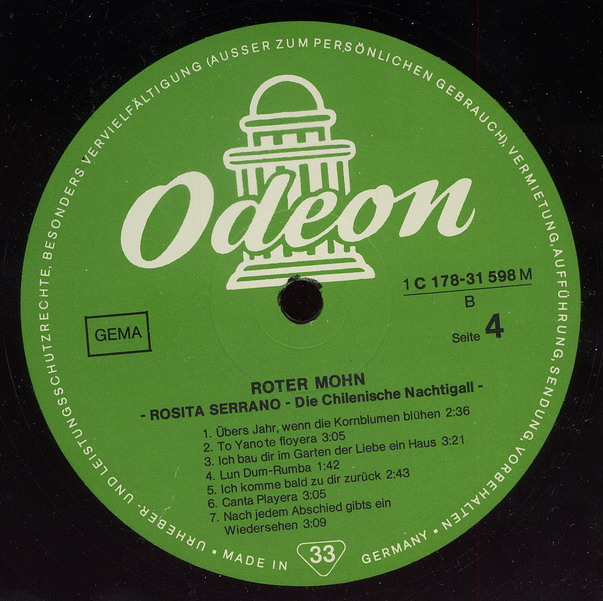 URHEBER- UND LEISTUNGSSCHUTZRECHTE, BESONDERS VERVIELFÄLTIGUNG (AUSSER ZUM PERSÖNLICHEN GEBRAUCH), VERMIETUNG, AUFFÜHRUNG, SENDUNG, VORBEHALTEN •
Odeon
1 C 178-31 598 M
B
Seite 4
GEMA
ROTER MOHN
- ROSITA SERRANO - Die Chilenische Nachtigall -
1. Übers Jahr, wenn die Kornblumen blühen 2:36
2. To Yano te floyera 3:05
3. Ich bau dir im Garten der Liebe ein Haus 3:21
4. Lun Dum-Rumba 1:42
5. Ich komme bald zu dir zurück 2:43
6. Canta Playera 3:05
7. Nach jedem Abschied gibts ein
Wiedersehen 3:09
• MADE IN GERMANY •
33